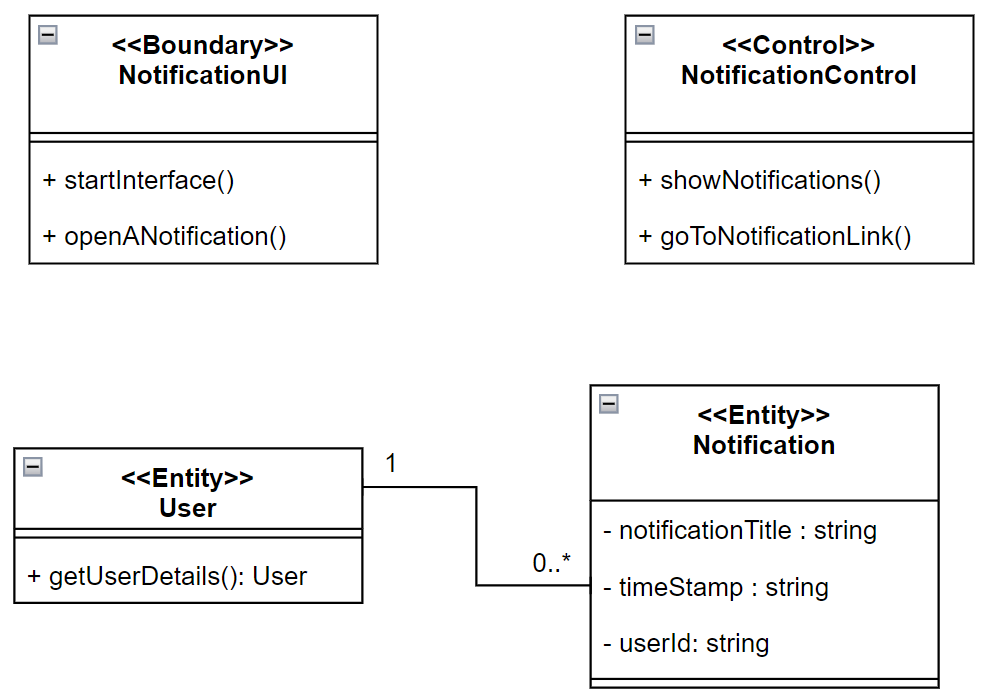 <<Boundary>>
NotificationUI
+ startInterface()
+ openANotification()
<<Control>>
NotificationControl
+ showNotifications()
+ goToNotificationLink()
<<Entity>>
User
+ getUserDetails(): User
1
0..*
<<Entity>>
Notification
- notificationTitle : string
- timeStamp : string
- userId: string